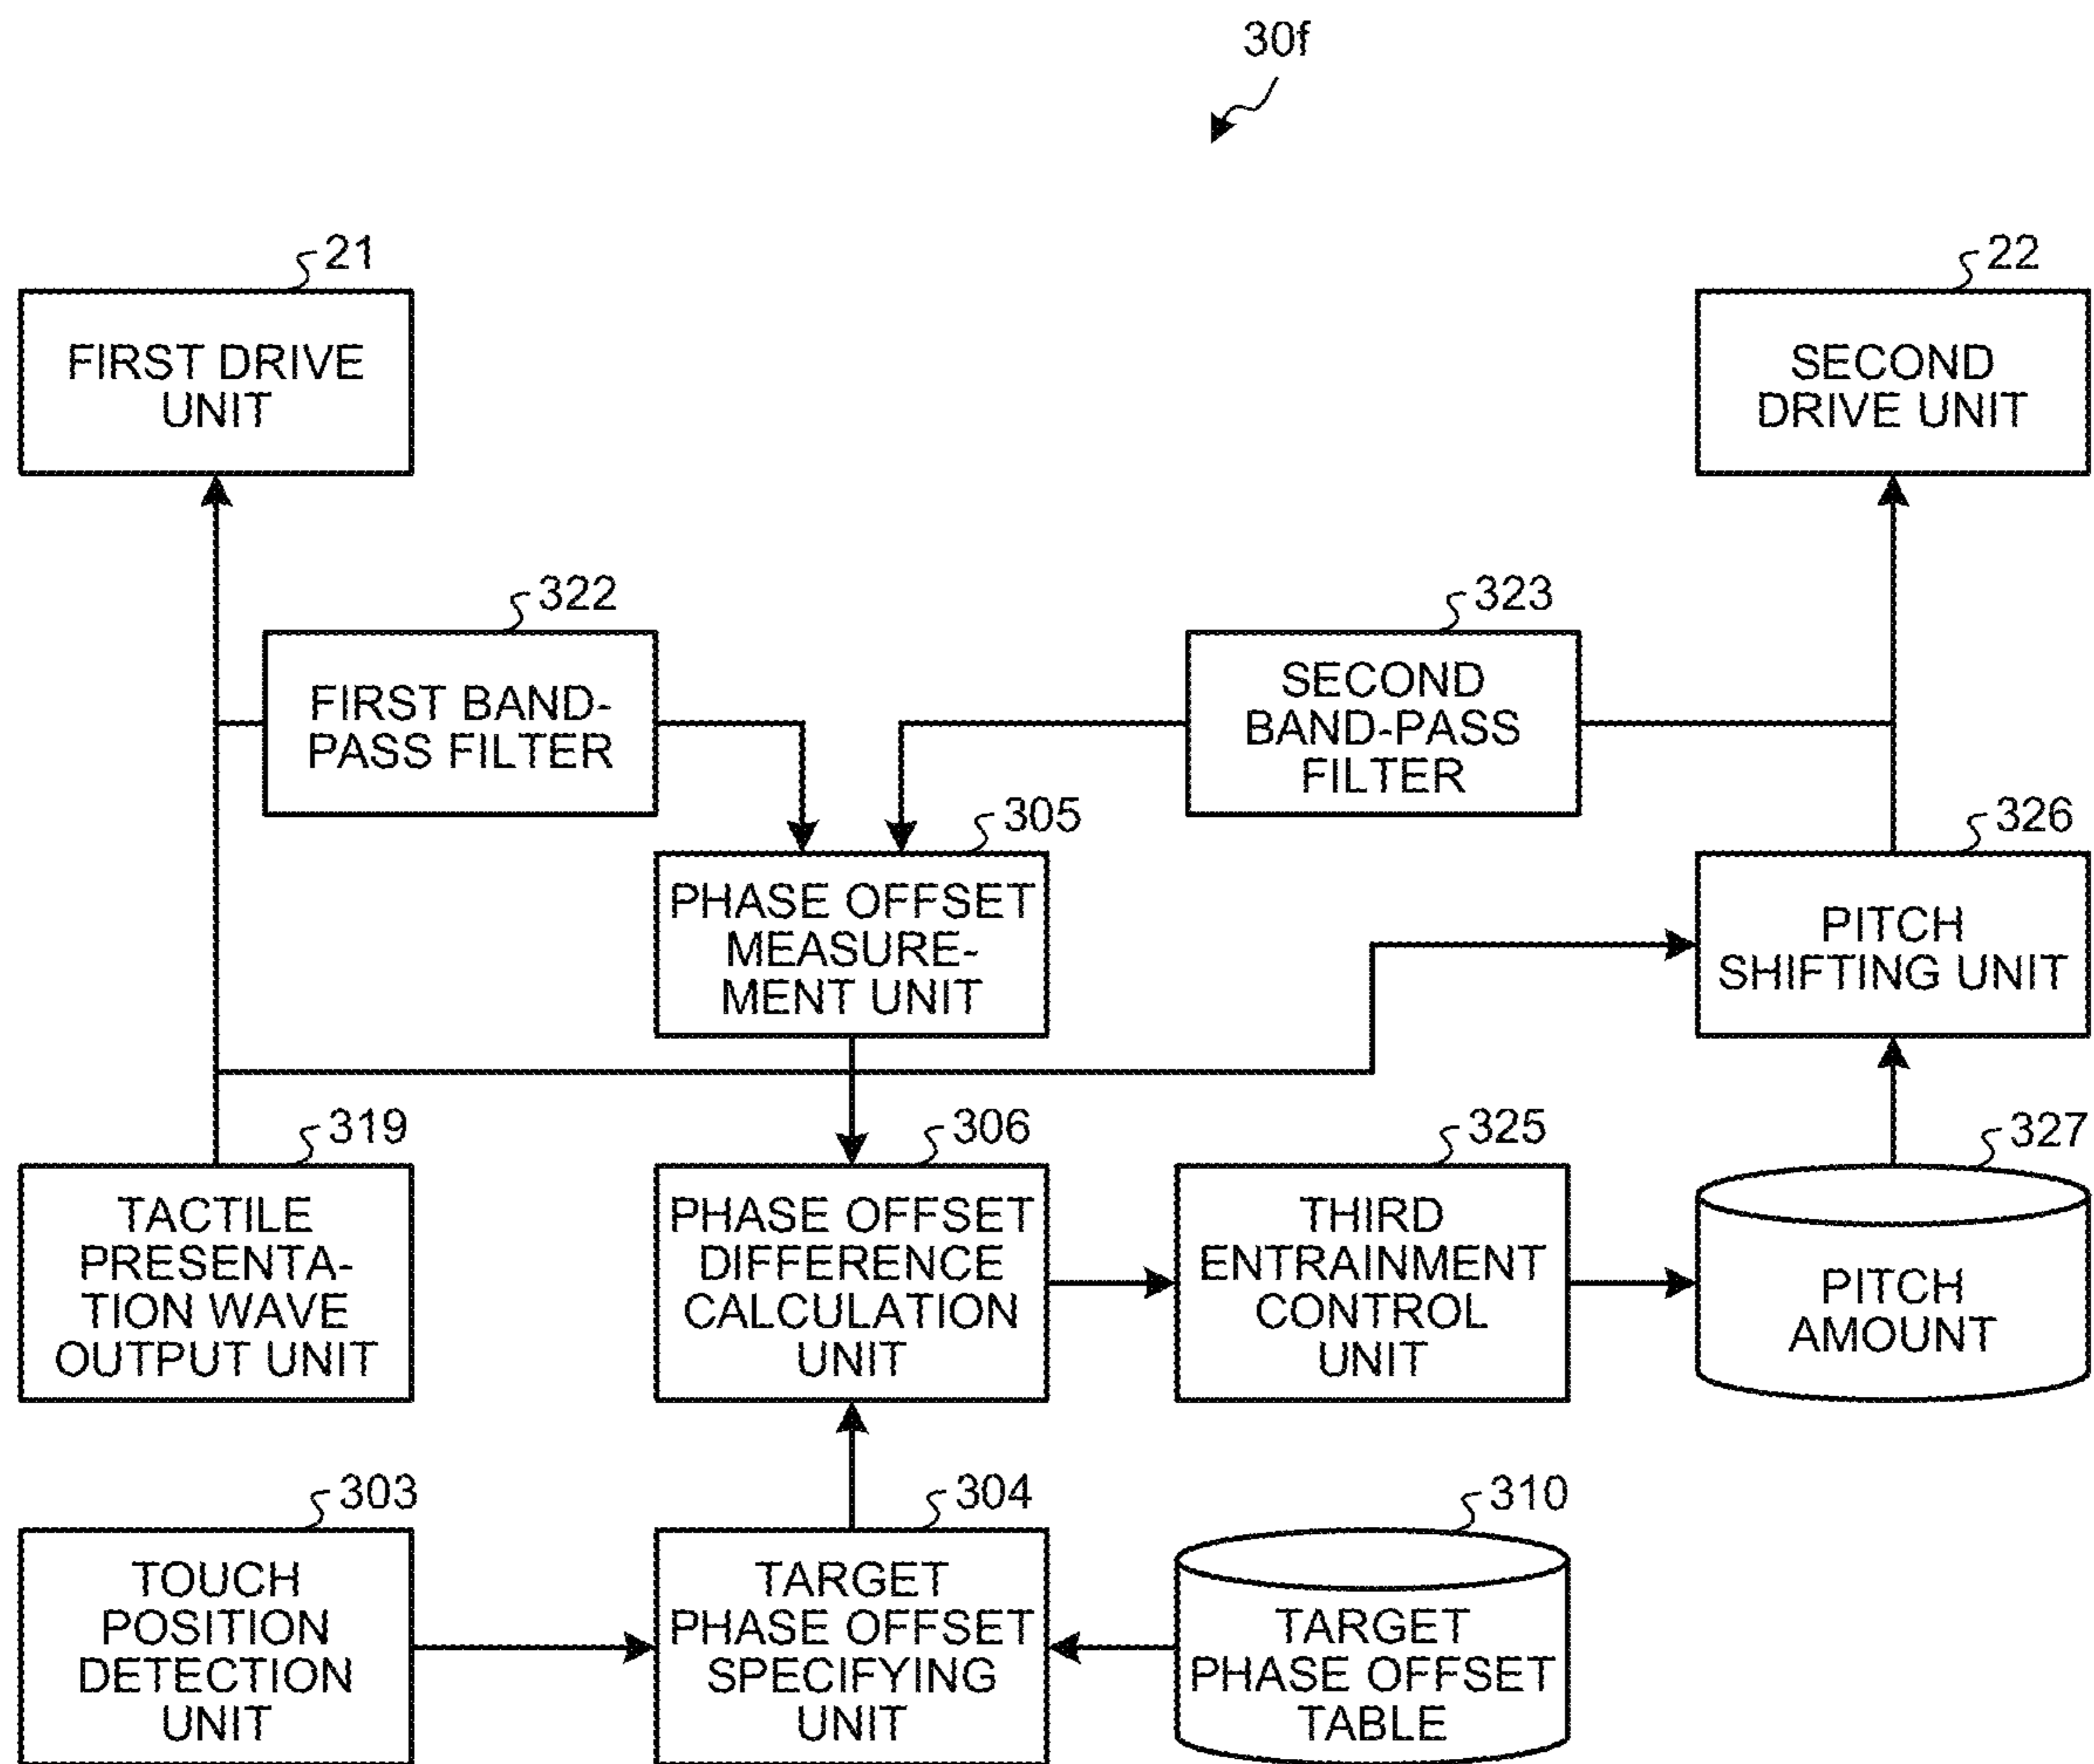 30f
21
FIRST DRIVE
UNIT
22
SECOND
DRIVE UNIT
322
FIRST BAND-
PASS FILTER
323
SECOND
BAND-PASS
FILTER
305
PHASE OFFSET
MEASURE-
MENT UNIT
326
PITCH
SHIFTING UNIT
319
TACTILE
PRESENTA-
TION WAVE
OUTPUT UNIT
306
PHASE OFFSET
DIFFERENCE
CALCULATION
UNIT
325
THIRD
ENTRAINMENT
CONTROL
UNIT
327
PITCH
AMOUNT
303
TOUCH
POSITION
DETECTION
UNIT
304
TARGET
PHASE OFFSET
SPECIFYING
UNIT
310
TARGET
PHASE OFFSET
TABLE